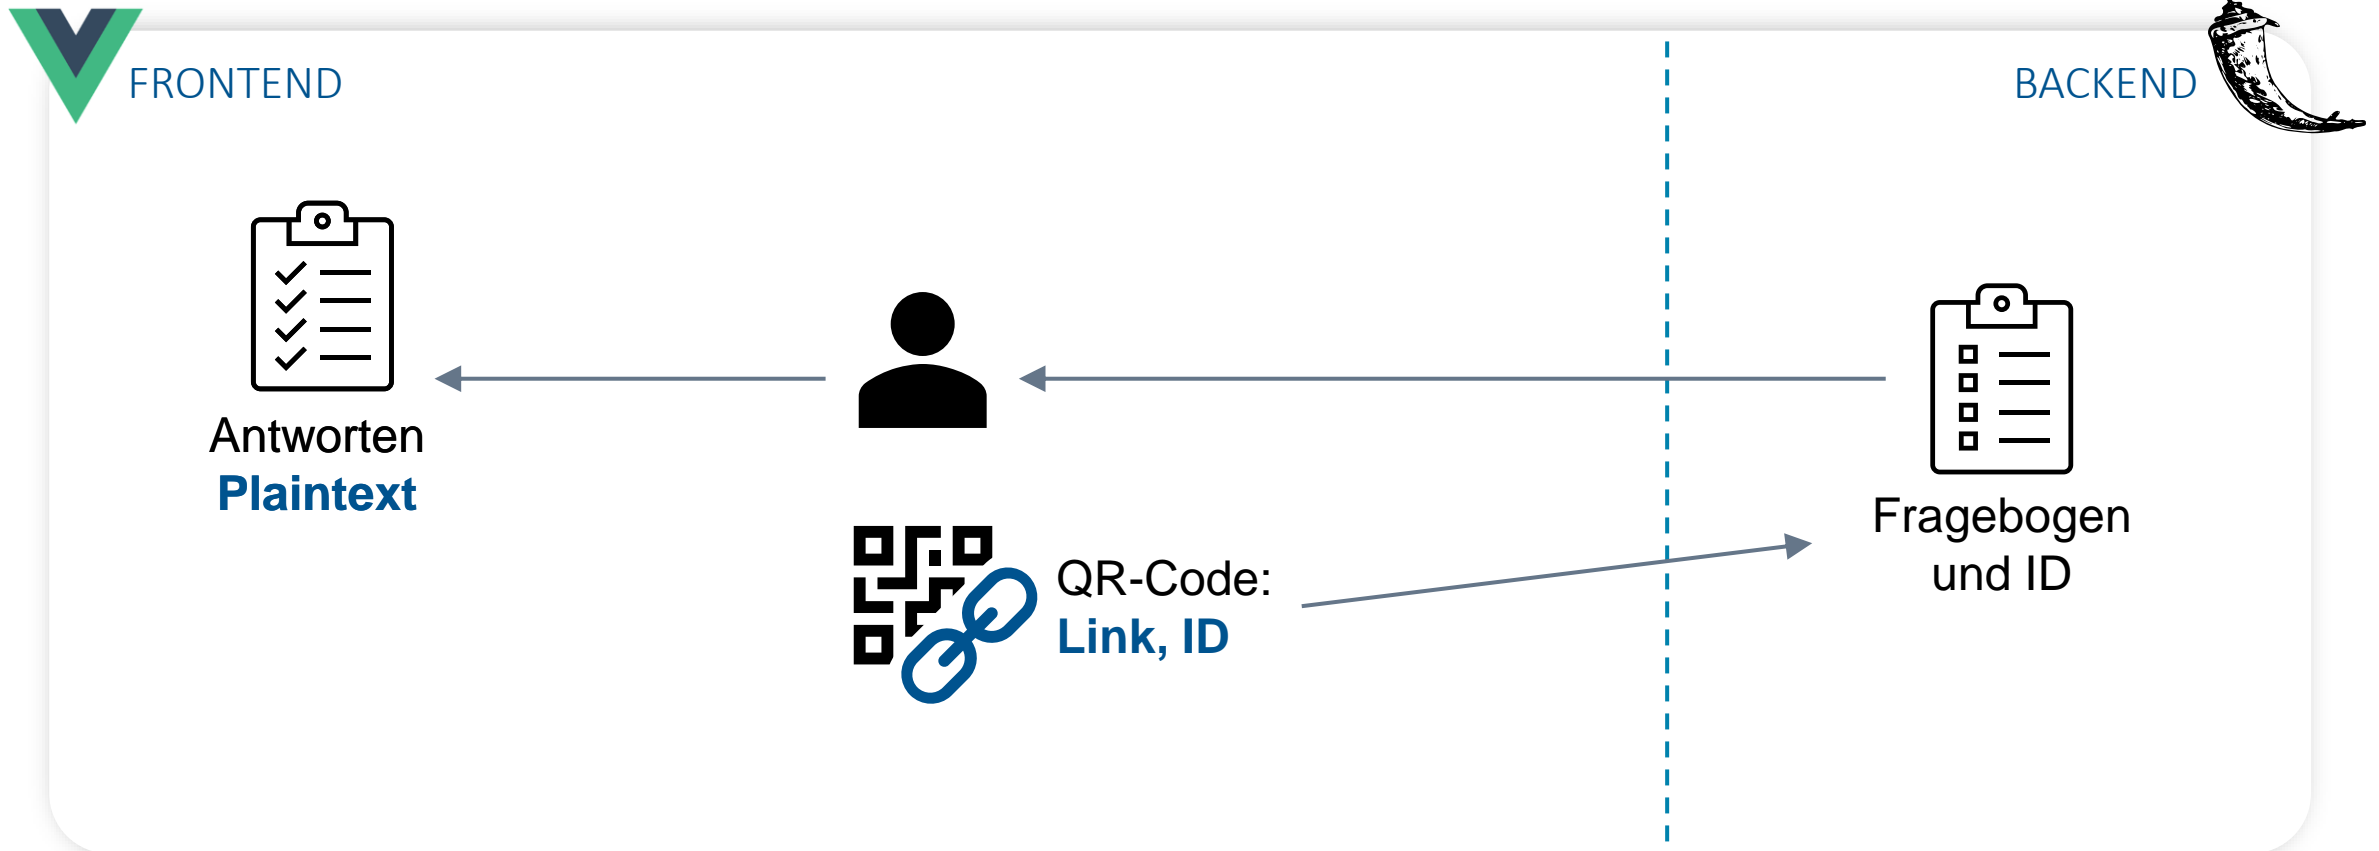 FRONTEND
BACKEND
Antworten
Plaintext
QR-Code:
Link, ID
Fragebogen
und ID